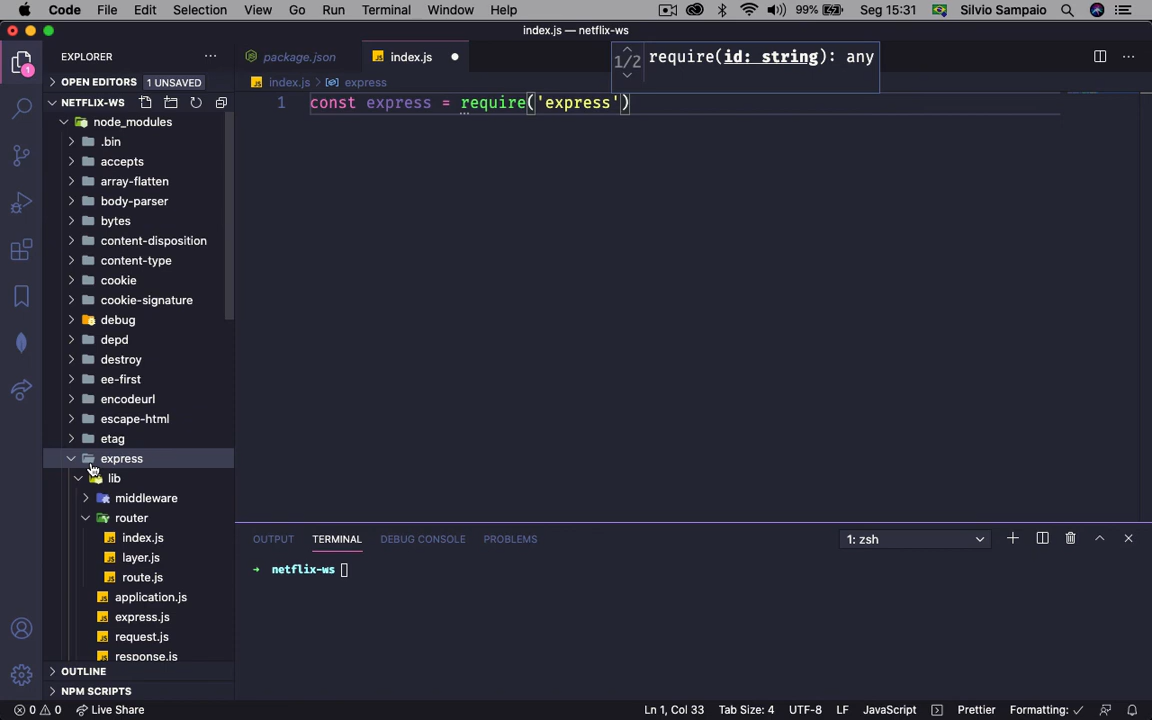 Code File Edit Selection View Go Run Terminal Window Help 99% Seg 15:31 Silvio Sampaio
index.js — netflix-ws
EXPLORER
package.json
index.js
1/2 require(id: string): any
OPEN EDITORS 1 UNSAVED
index.js > express
NETFLIX-WS
1 const express = require('express')
node_modules
.bin
accepts
array-flatten
body-parser
bytes
content-disposition
content-type
cookie
cookie-signature
debug
depd
destroy
ee-first
encodeurl
escape-html
etag
express
lib
middleware
router
index.js
layer.js
route.js
application.js
express.js
request.js
response.js
OUTPUT TERMINAL DEBUG CONSOLE PROBLEMS 1: zsh
→ netflix-ws
OUTLINE
NPM SCRIPTS
1
0 0 Live Share Ln 1, Col 33 Tab Size: 4 UTF-8 LF JavaScript Prettier Formatting: ✓